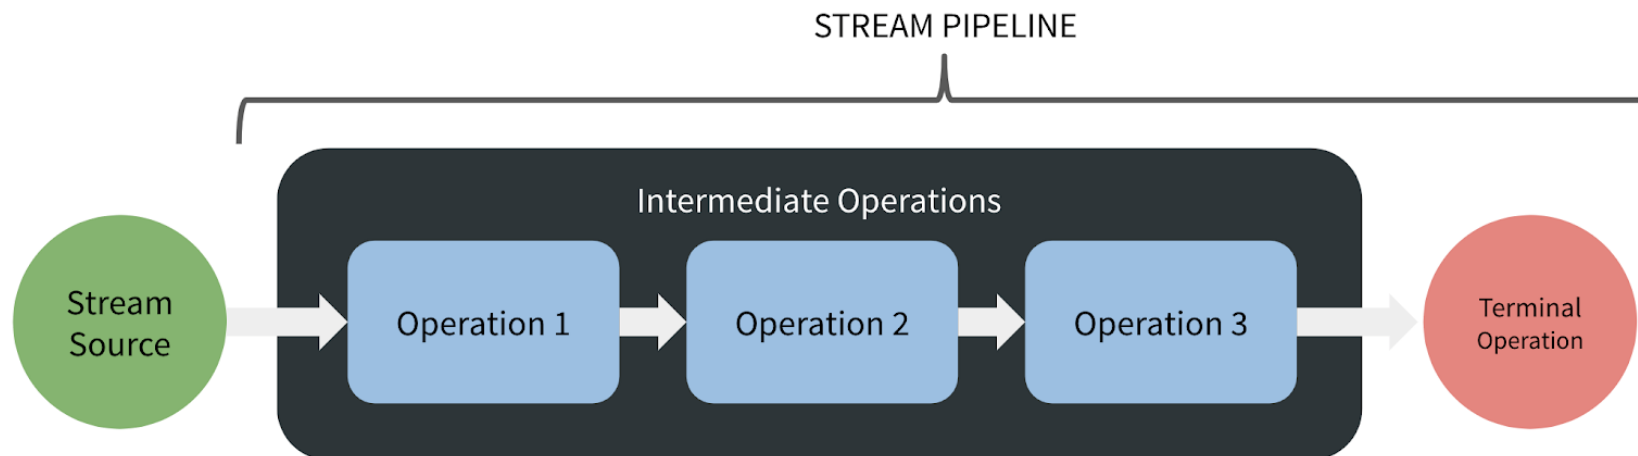 STREAM PIPELINE
Intermediate Operations
Stream
Source
Operation 1
Operation 2
Operation 3
Terminal
Operation